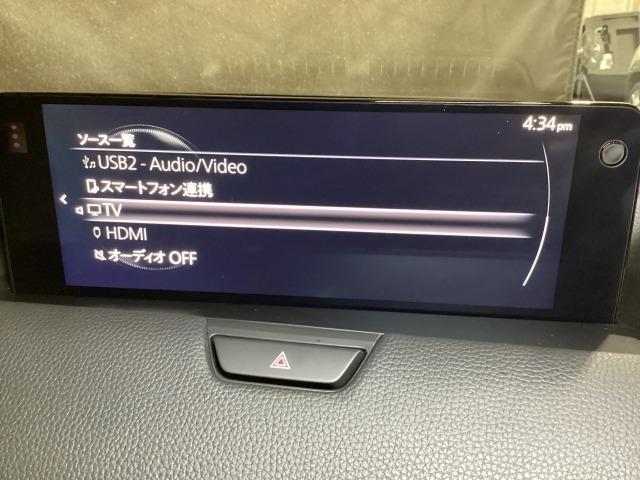 4:34pm
ソース一覧
USB2 - Audio/Video
スマートフォン連携
TV
HDMI
オーディオ OFF